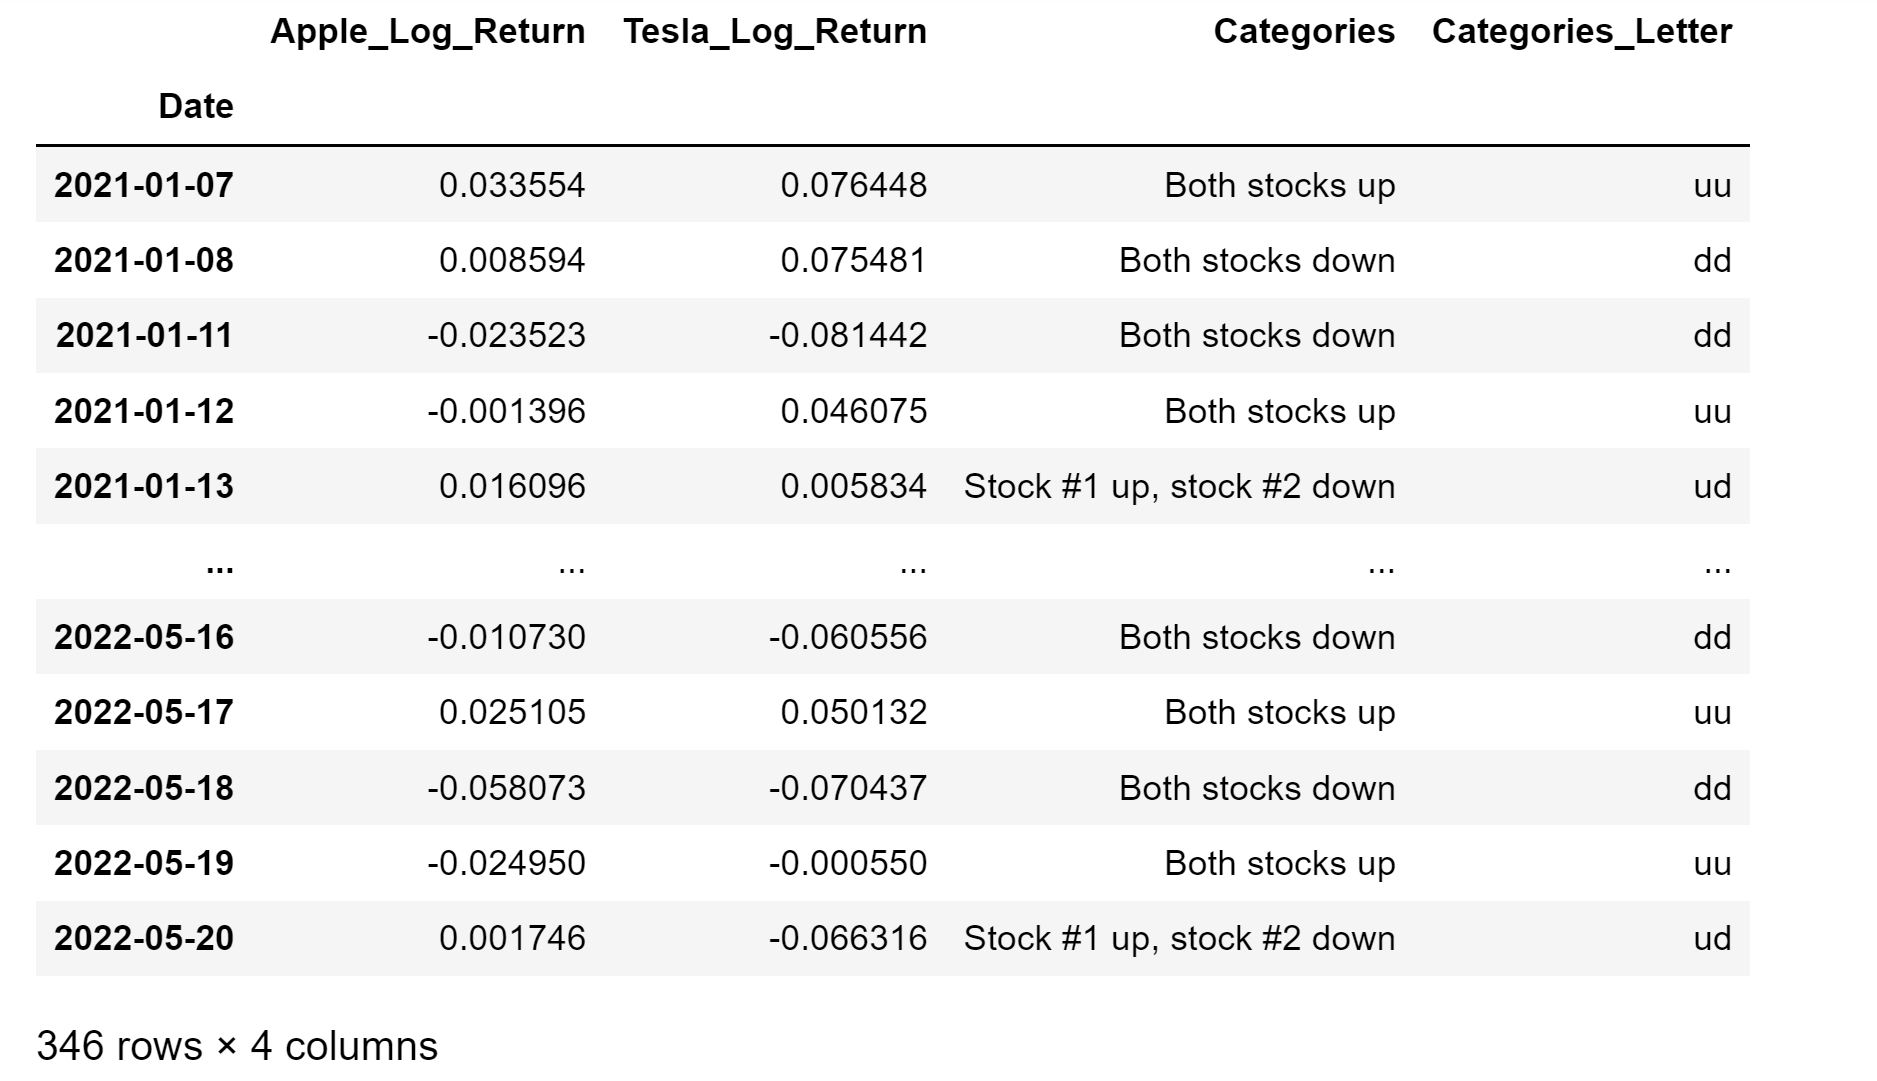 Apple_Log_Return Tesla_Log_Return Categories Categories_Letter
Date
2021-01-07 0.033554 0.076448 Both stocks up uu
2021-01-08 0.008594 0.075481 Both stocks down dd
2021-01-11 -0.023523 -0.081442 Both stocks down dd
2021-01-12 -0.001396 0.046075 Both stocks up uu
2021-01-13 0.016096 0.005834 Stock #1 up, stock #2 down ud
... ... ... ... ...
2022-05-16 -0.010730 -0.060556 Both stocks down dd
2022-05-17 0.025105 0.050132 Both stocks up uu
2022-05-18 -0.058073 -0.070437 Both stocks down dd
2022-05-19 -0.024950 -0.000550 Both stocks up uu
2022-05-20 0.001746 -0.066316 Stock #1 up, stock #2 down ud
346 rows × 4 columns